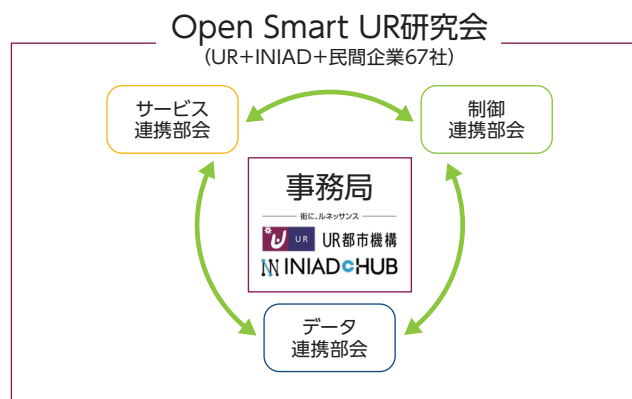 Open Smart UR研究会
(UR+INIAD+民間企業67社)
サービス
連携部会
制御
連携部会
事務局
街に、ルネッサンス
UR UR都市機構
INIAD cHUB
データ
連携部会